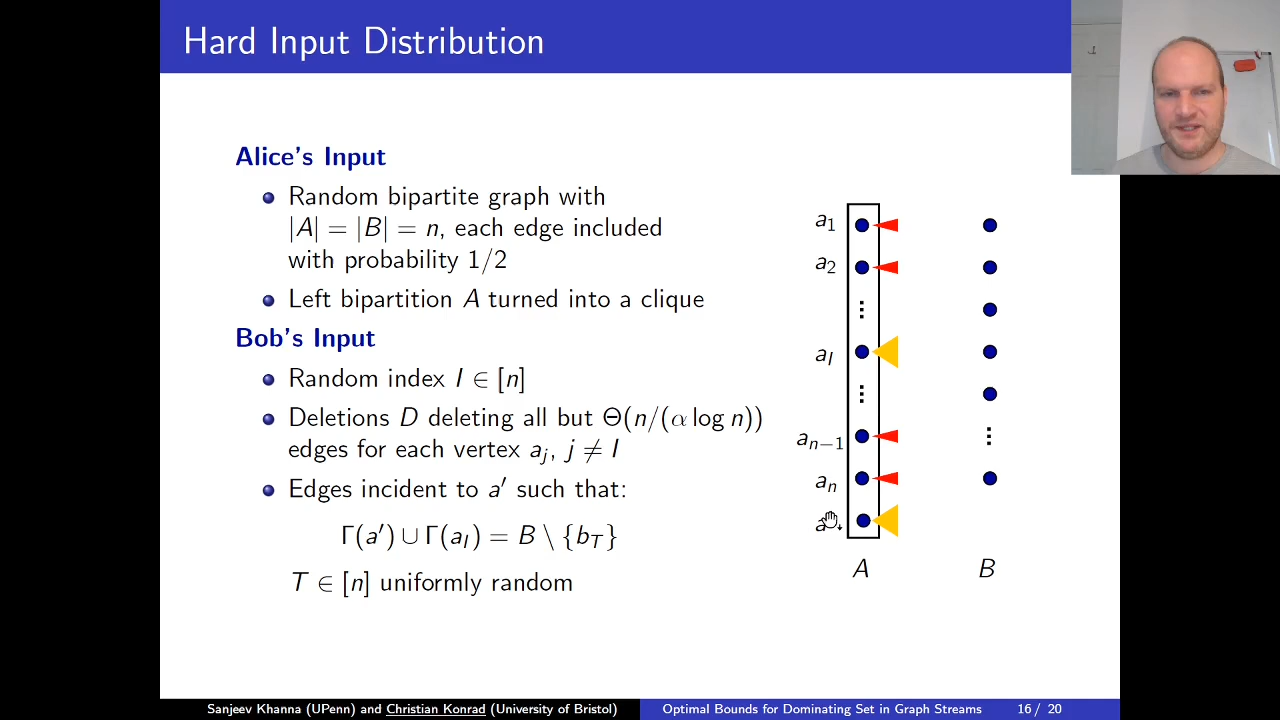 Hard Input Distribution
Alice's Input
Random bipartite graph with
|A| = |B| = n, each edge included
with probability 1/2
Left bipartition A turned into a clique
Bob's Input
Random index I ∈ [n]
Deletions D deleting all but Θ(n/(α log n))
edges for each vertex a_j, j ≠ I
Edges incident to a′ such that:
Γ(a′) ∪ Γ(a_I) = B \ {b_T}
T ∈ [n] uniformly random
a_1
a_2
⋮
a_I
⋮
a_{n−1}
⋮
a_n
A
B
Sanjeev Khanna (UPenn) and Christian Konrad (University of Bristol)
Optimal Bounds for Dominating Set in Graph Streams
16 / 20